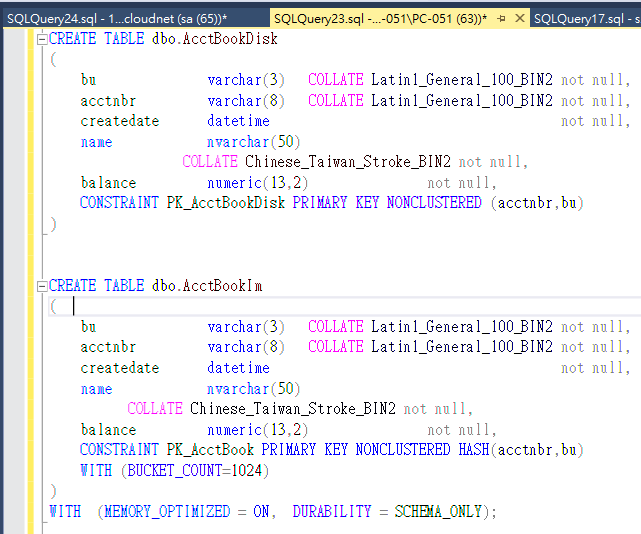 SQLQuery24.sql - 1...cloudnet (sa (65))* SQLQuery23.sql -...-051\PC-051 (63))* SQLQuery17.sql - s
CREATE TABLE dbo.AcctBookDisk
(
bu varchar(3) COLLATE Latin1_General_100_BIN2 not null,
acctnbr varchar(8) COLLATE Latin1_General_100_BIN2 not null,
createdate datetime not null,
name nvarchar(50)
COLLATE Chinese_Taiwan_Stroke_BIN2 not null,
balance numeric(13,2) not null,
CONSTRAINT PK_AcctBookDisk PRIMARY KEY NONCLUSTERED (acctnbr,bu)
)
CREATE TABLE dbo.AcctBookIm
(
bu varchar(3) COLLATE Latin1_General_100_BIN2 not null,
acctnbr varchar(8) COLLATE Latin1_General_100_BIN2 not null,
createdate datetime not null,
name nvarchar(50)
COLLATE Chinese_Taiwan_Stroke_BIN2 not null,
balance numeric(13,2) not null,
CONSTRAINT PK_AcctBook PRIMARY KEY NONCLUSTERED HASH(acctnbr,bu)
WITH (BUCKET_COUNT=1024)
)
WITH (MEMORY_OPTIMIZED = ON, DURABILITY = SCHEMA_ONLY);